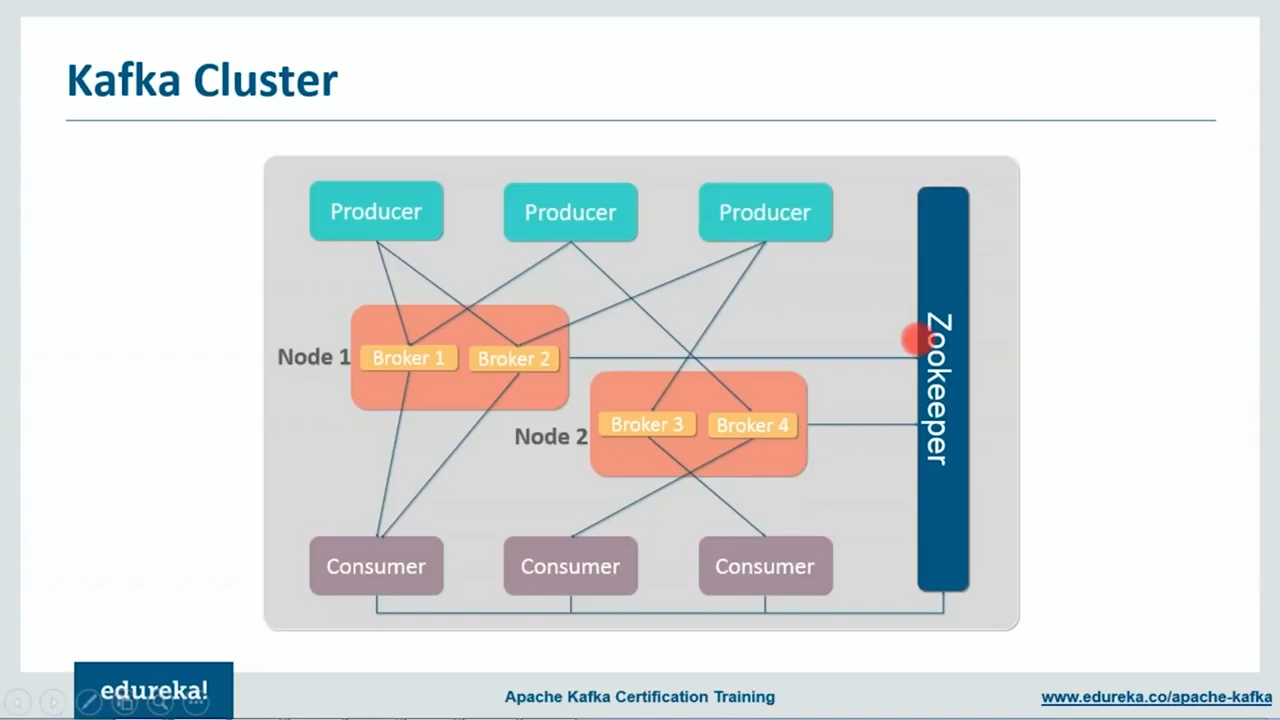 Kafka Cluster
Producer
Producer
Producer
Node 1
Broker 1
Broker 2
Node 2
Broker 3
Broker 4
Zookeeper
Consumer
Consumer
Consumer
edureka!
Apache Kafka Certification Training
www.edureka.co/apache-kafka